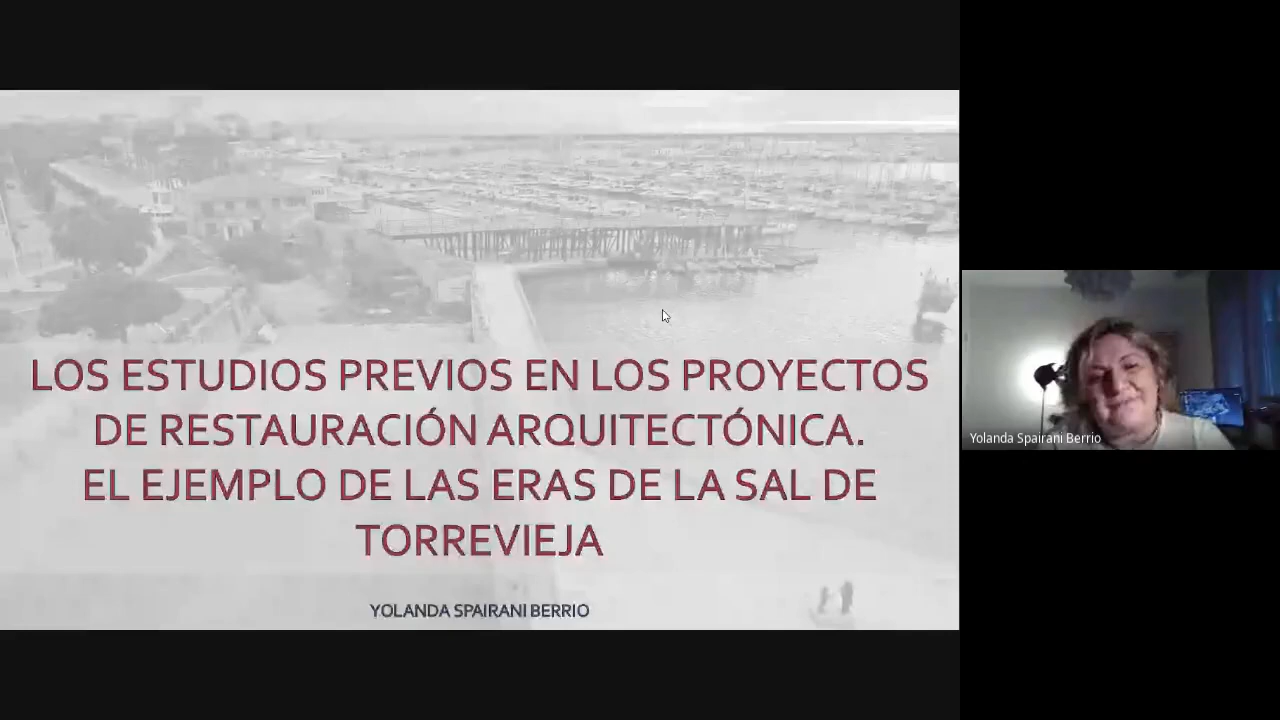 LOS ESTUDIOS PREVIOS EN LOS PROYECTOS
DE RESTAURACIÓN ARQUITECTÓNICA.
EL EJEMPLO DE LAS ERAS DE LA SAL DE
TORREVIEJA
YOLANDA SPAIRANI BERRIO
Yolanda Spairani Berrio